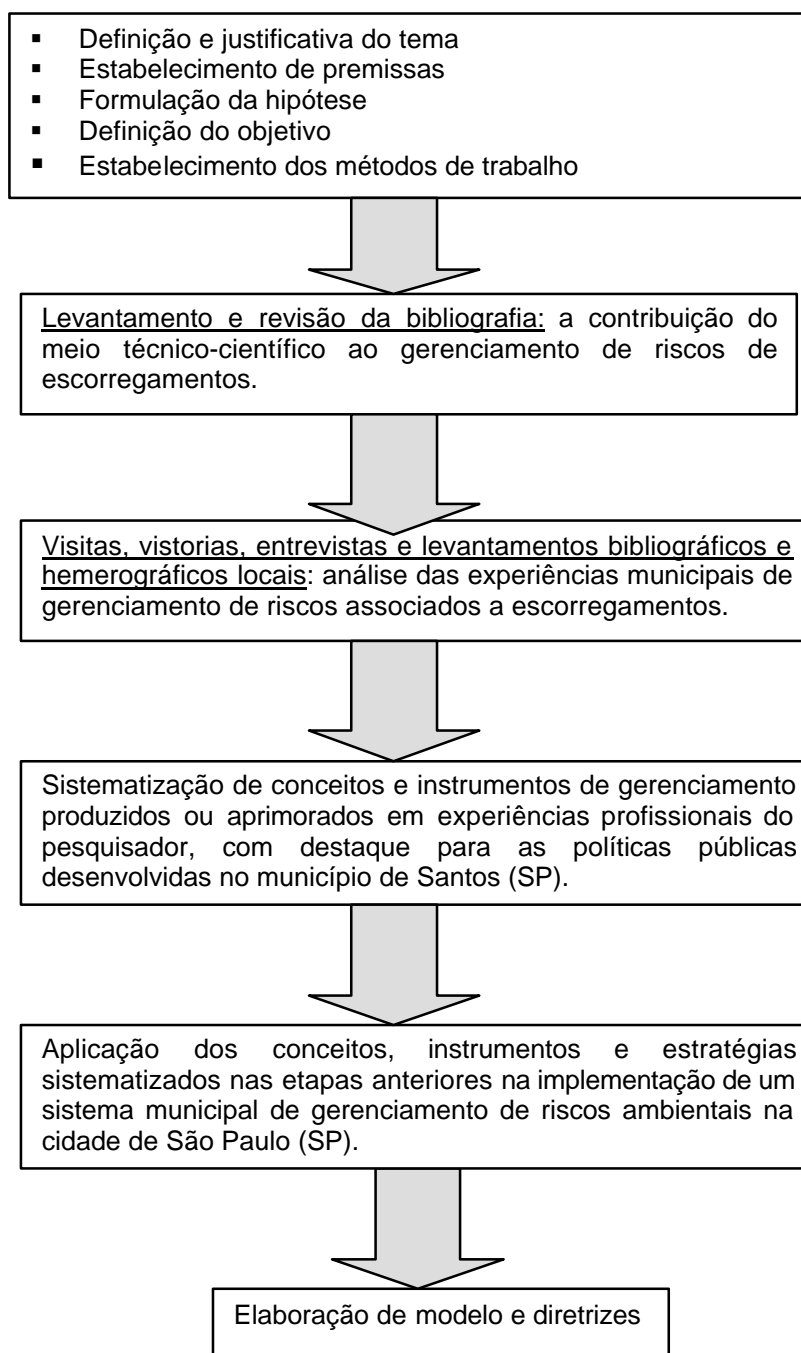 ▪ Definição e justificativa do tema
▪ Estabelecimento de premissas
▪ Formulação da hipótese
▪ Definição do objetivo
▪ Estabelecimento dos métodos de trabalho
Levantamento e revisão da bibliografia: a contribuição do
meio técnico-científico ao gerenciamento de riscos de
escorregamentos.
Visitas, vistorias, entrevistas e levantamentos bibliográficos e
hemerográficos locais: análise das experiências municipais de
gerenciamento de riscos associados a escorregamentos.
Sistematização de conceitos e instrumentos de gerenciamento
produzidos ou aprimorados em experiências profissionais do
pesquisador, com destaque para as políticas públicas
desenvolvidas no município de Santos (SP).
Aplicação dos conceitos, instrumentos e estratégias
sistematizados nas etapas anteriores na implementação de um
sistema municipal de gerenciamento de riscos ambientais na
cidade de São Paulo (SP).
Elaboração de modelo e diretrizes